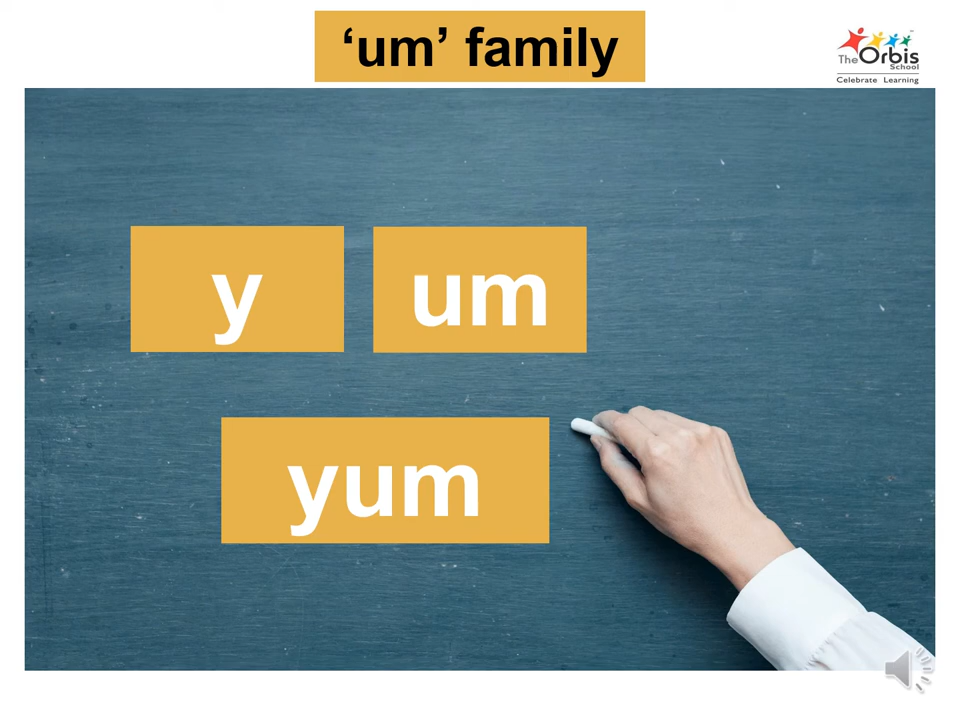 ‘um’ family
The Orbis
School
Celebrate Learning
y um
yum